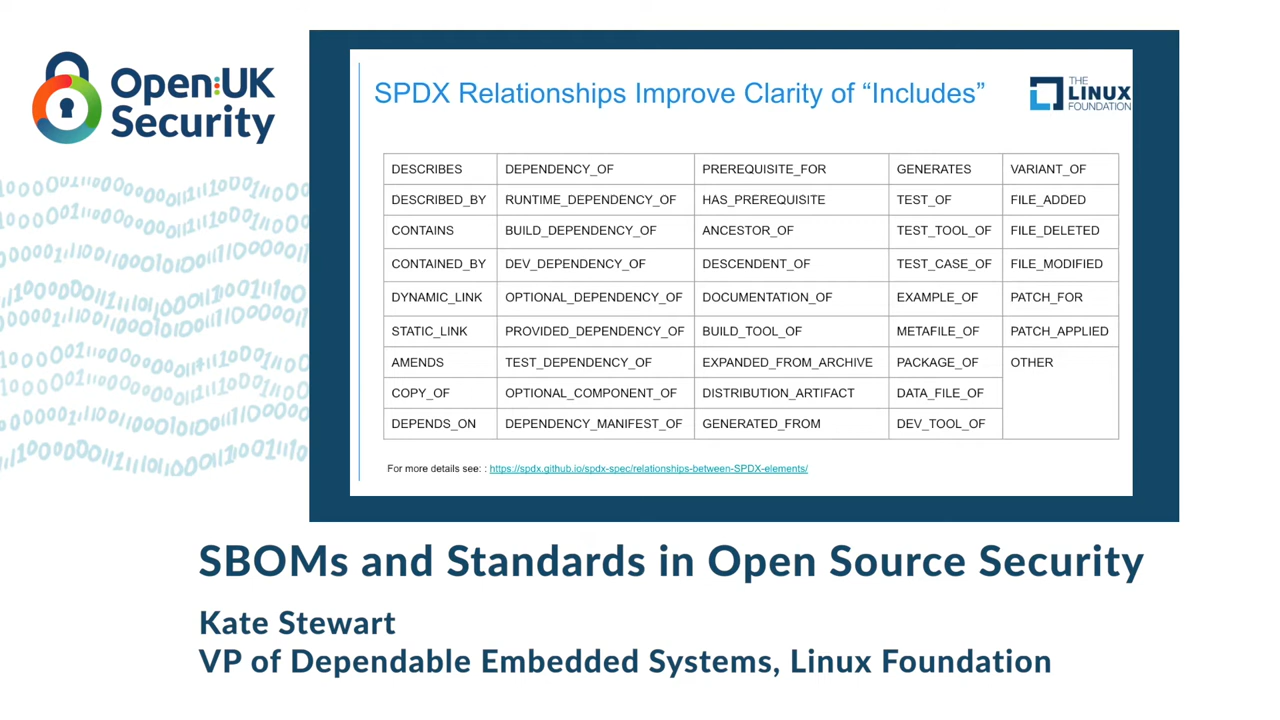 Open:UK
Security
SPDX Relationships Improve Clarity of “Includes”
THE
LINUX
FOUNDATION
DESCRIBES DEPENDENCY_OF PREREQUISITE_FOR GENERATES VARIANT_OF
DESCRIBED_BY RUNTIME_DEPENDENCY_OF HAS_PREREQUISITE TEST_OF FILE_ADDED
CONTAINS BUILD_DEPENDENCY_OF ANCESTOR_OF TEST_TOOL_OF FILE_DELETED
CONTAINED_BY DEV_DEPENDENCY_OF DESCENDENT_OF TEST_CASE_OF FILE_MODIFIED
DYNAMIC_LINK OPTIONAL_DEPENDENCY_OF DOCUMENTATION_OF EXAMPLE_OF PATCH_FOR
STATIC_LINK PROVIDED_DEPENDENCY_OF BUILD_TOOL_OF METAFILE_OF PATCH_APPLIED
AMENDS TEST_DEPENDENCY_OF EXPANDED_FROM_ARCHIVE PACKAGE_OF OTHER
COPY_OF OPTIONAL_COMPONENT_OF DISTRIBUTION_ARTIFACT DATA_FILE_OF
DEPENDS_ON DEPENDENCY_MANIFEST_OF GENERATED_FROM DEV_TOOL_OF
For more details see: : https://spdx.github.io/spdx-spec/relationships-between-SPDX-elements/
SBOMs and Standards in Open Source Security
Kate Stewart
VP of Dependable Embedded Systems, Linux Foundation